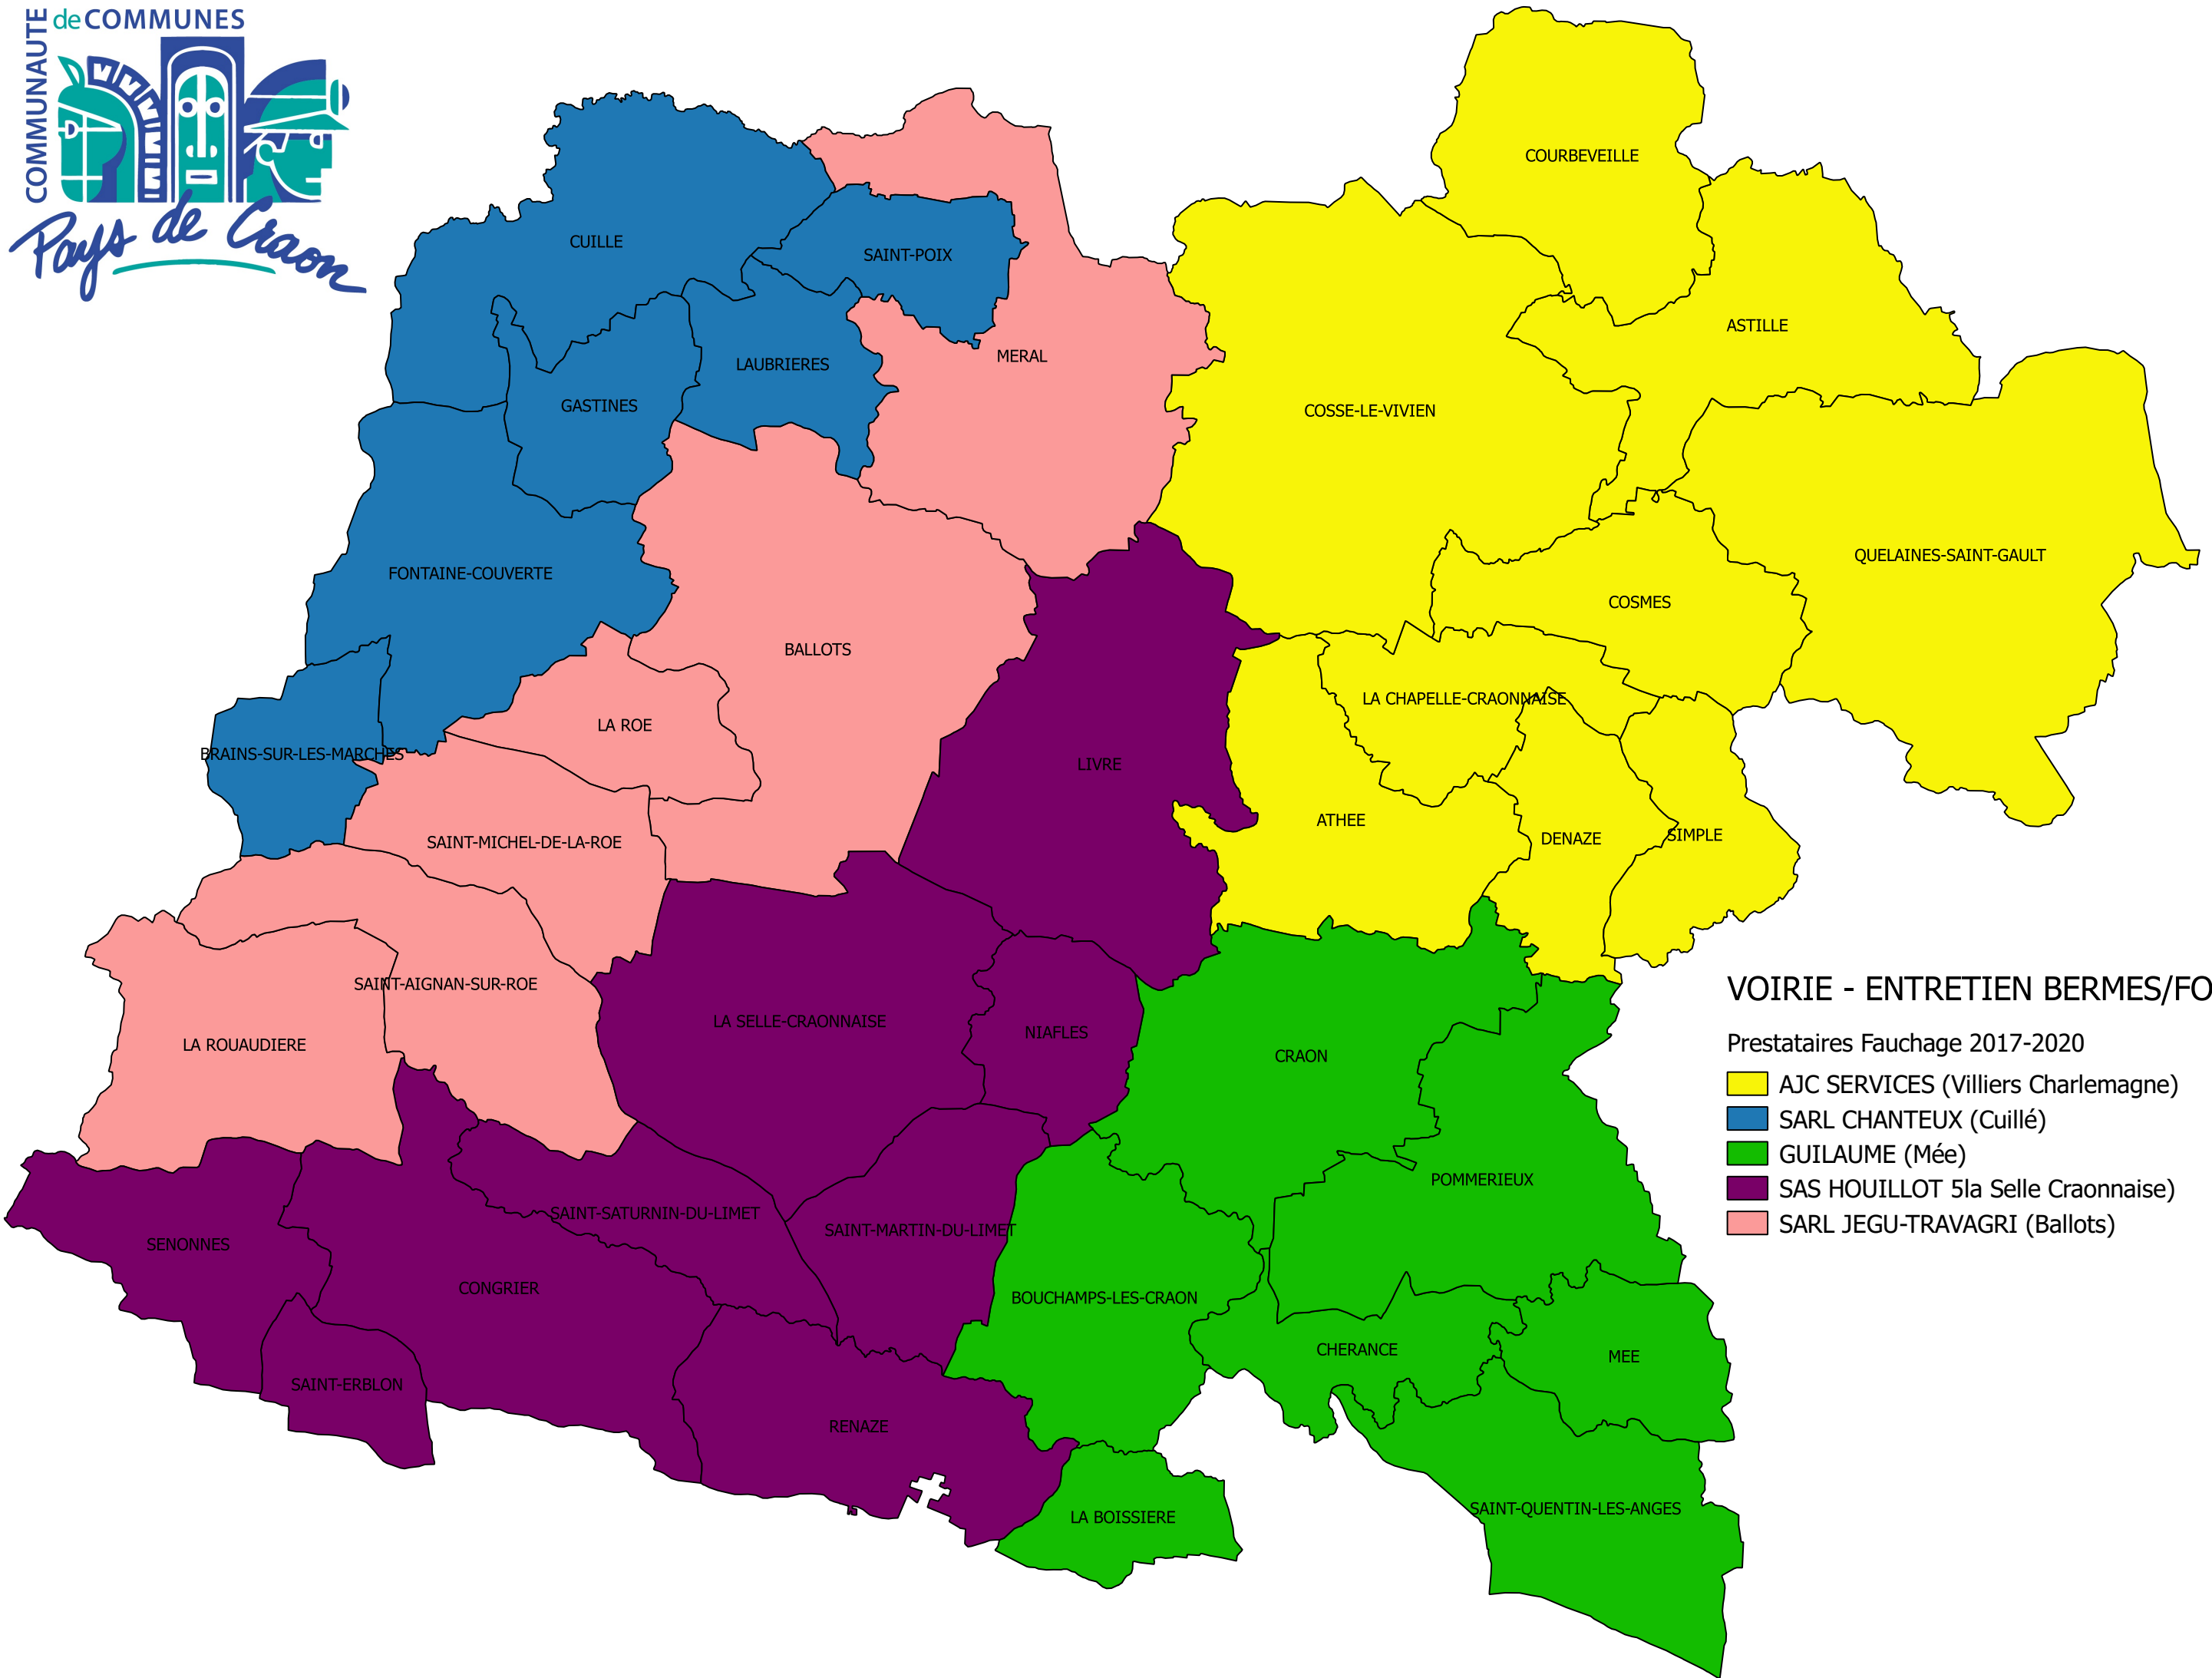 COMMUNAUTE
de COMMUNES
Pays de Craon
COURBEVEILLE
CUILLE
SAINT-POIX
ASTILLE
MERAL
LAUBRIERES
GASTINES
COSSE-LE-VIVIEN
QUELAINES-SAINT-GAULT
FONTAINE-COUVERTE
COSMES
BALLOTS
LA CHAPELLE-CRAONNAISE
LA ROE
BRAINS-SUR-LES-MARCHES
LIVRE
ATHEE
SAINT-MICHEL-DE-LA-ROE
DENAZE
SIMPLE
SAINT-AIGNAN-SUR-ROE
LA SELLE-CRAONNAISE
NIAFLES
LA ROUAUDIERE
CRAON
POMMERIEUX
SAINT-SATURNIN-DU-LIMET
SAINT-MARTIN-DU-LIMET
SENONNES
CONGRIER
BOUCHAMPS-LES-CRAON
CHERANCE
MEE
SAINT-ERBLON
RENAZE
SAINT-QUENTIN-LES-ANGES
LA BOISSIERE
VOIRIE - ENTRETIEN BERMES/FO
Prestataires Fauchage 2017-2020
AJC SERVICES (Villiers Charlemagne)
SARL CHANTEUX (Cuillé)
GUILAUME (Mée)
SAS HOUILLOT 5la Selle Craonnaise)
SARL JEGU-TRAVAGRI (Ballots)